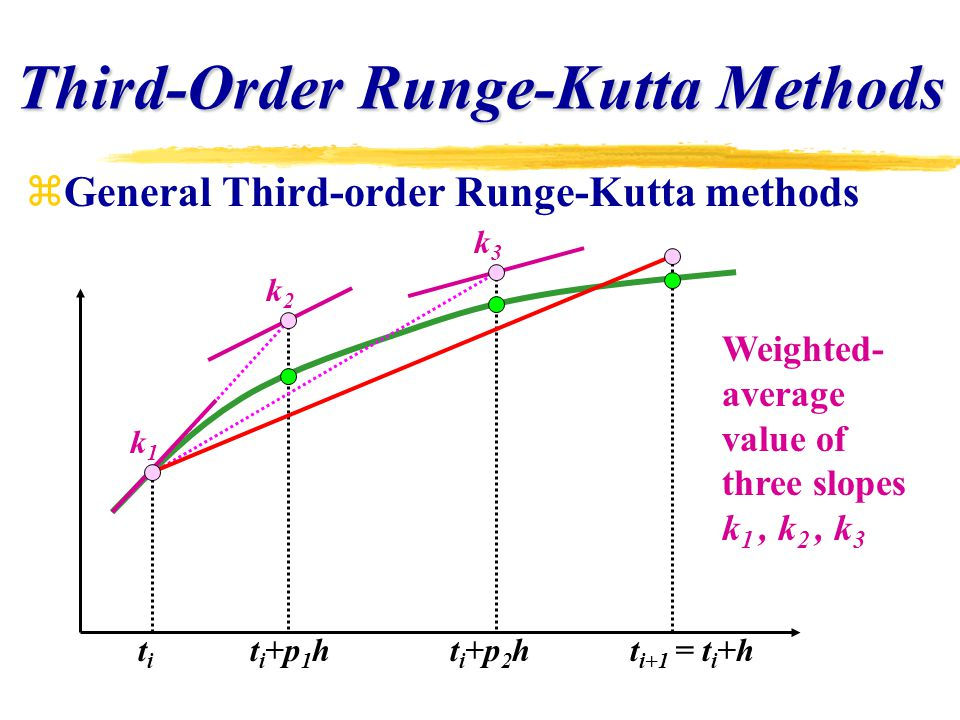 Third-Order Runge-Kutta Methods
zGeneral Third-order Runge-Kutta methods
k3
k2
k1
Weighted-
average
value of
three slopes
k1 , k2 , k3
ti
ti+p1h
ti+p2h
ti+1 = ti+h